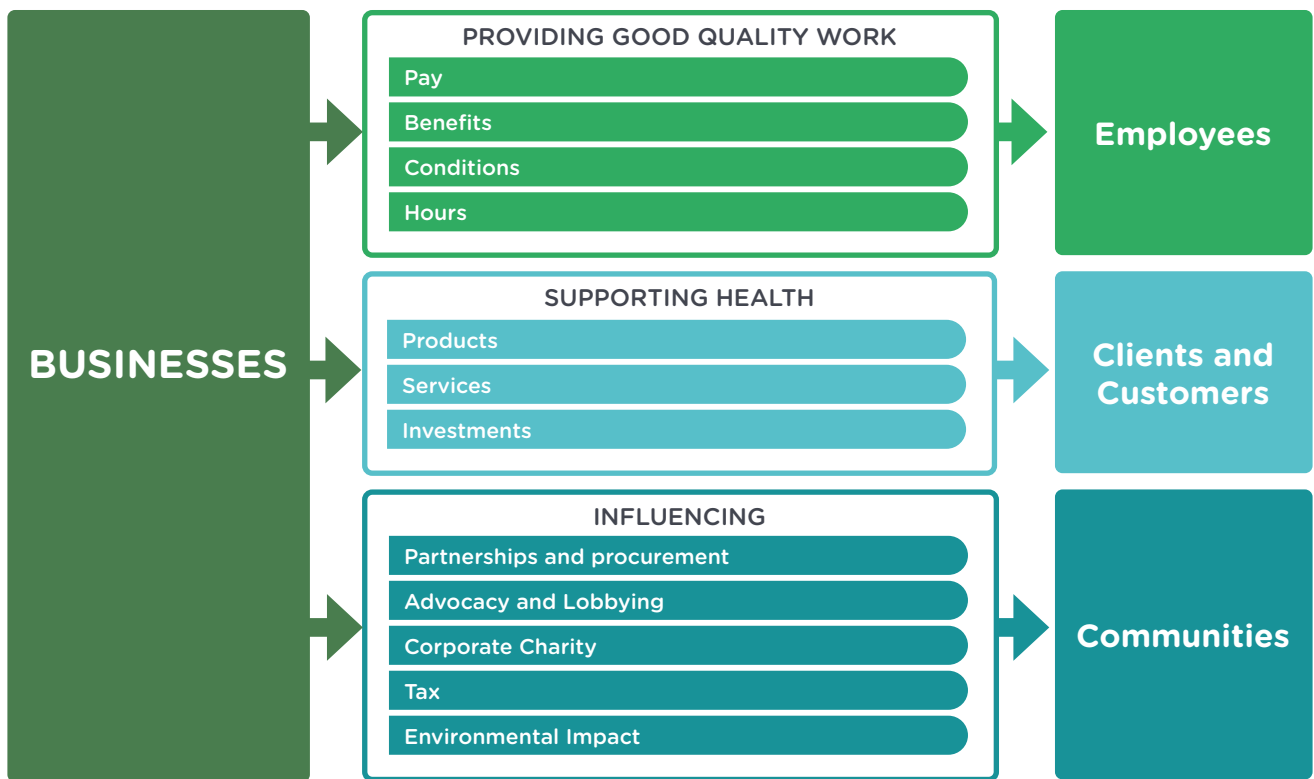 BUSINESSES
PROVIDING GOOD QUALITY WORK
Pay
Benefits
Conditions
Hours
Employees
SUPPORTING HEALTH
Products
Services
Investments
Clients and
Customers
INFLUENCING
Partnerships and procurement
Advocacy and Lobbying
Corporate Charity
Tax
Environmental Impact
Communities